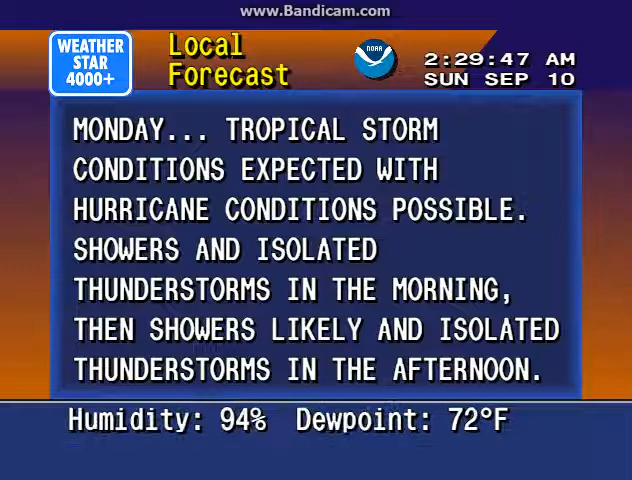 www.Bandicam.com
WEATHER
STAR
4000+
Local
Forecast
NOAA
2:29:47 AM
SUN SEP 10
MONDAY... TROPICAL STORM
CONDITIONS EXPECTED WITH
HURRICANE CONDITIONS POSSIBLE.
SHOWERS AND ISOLATED
THUNDERSTORMS IN THE MORNING,
THEN SHOWERS LIKELY AND ISOLATED
THUNDERSTORMS IN THE AFTERNOON.
Humidity: 94% Dewpoint: 72°F